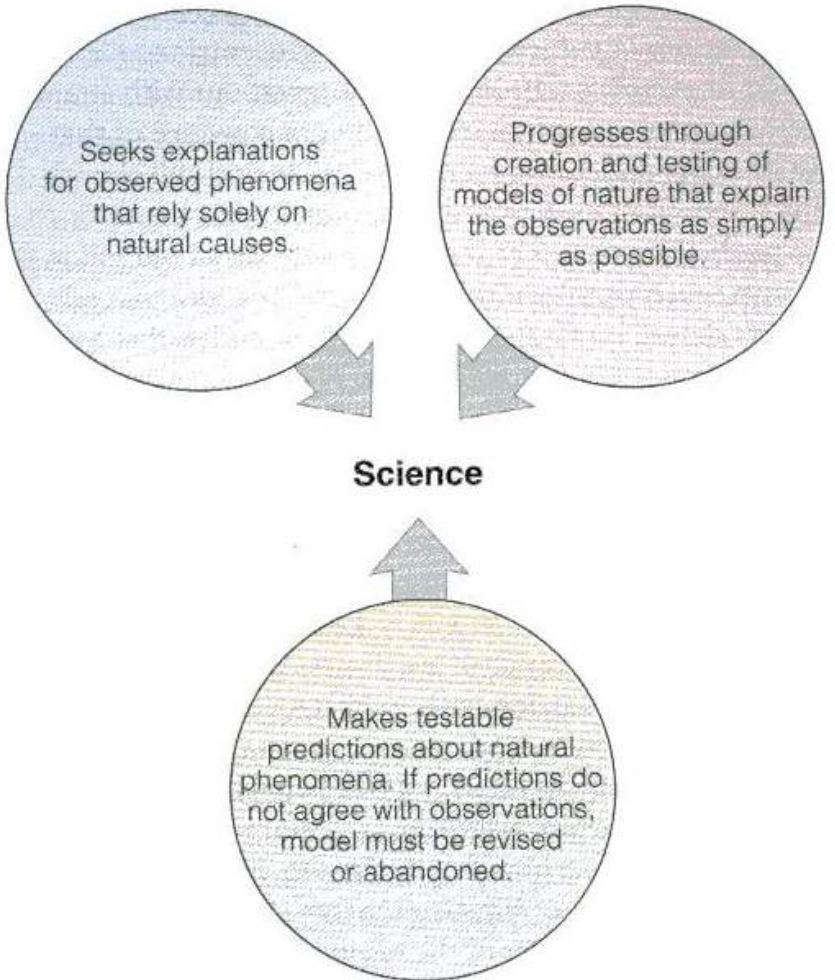 Seeks explanations
for observed phenomena
that rely solely on
natural causes.
Progresses through
creation and testing of
models of nature that explain
the observations as simply
as possible.
Science
Makes testable
predictions about natural
phenomena. If predictions do
not agree with observations,
model must be revised
or abandoned.